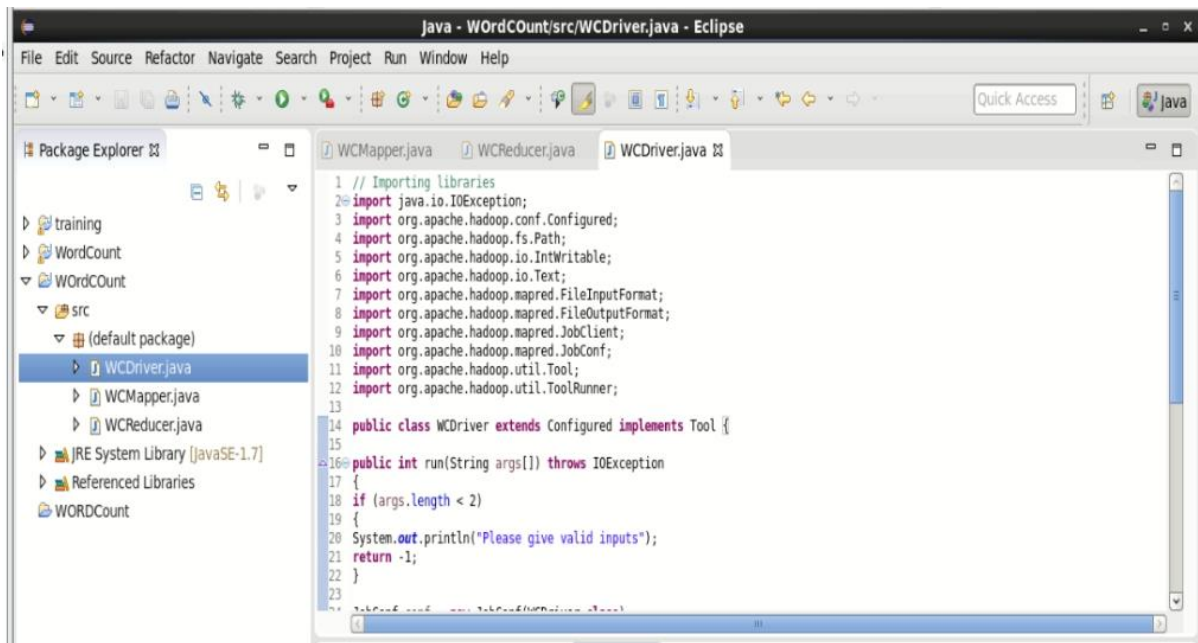 Java - WOrdCOunt/src/WCDriver.java - Eclipse
File Edit Source Refactor Navigate Search Project Run Window Help
Quick Access
Java
Package Explorer
training
WordCount
WOrdCOunt
src
(default package)
WCDriver.java
WCMapper.java
WCReducer.java
JRE System Library [JavaSE-1.7]
Referenced Libraries
WORDCount
WCMapper.java WCReducer.java WCDriver.java
1 // Importing libraries
2 import java.io.IOException;
3 import org.apache.hadoop.conf.Configured;
4 import org.apache.hadoop.fs.Path;
5 import org.apache.hadoop.io.IntWritable;
6 import org.apache.hadoop.io.Text;
7 import org.apache.hadoop.mapred.FileInputFormat;
8 import org.apache.hadoop.mapred.FileOutputFormat;
9 import org.apache.hadoop.mapred.JobClient;
10 import org.apache.hadoop.mapred.JobConf;
11 import org.apache.hadoop.util.Tool;
12 import org.apache.hadoop.util.ToolRunner;
13
14 public class WCDriver extends Configured implements Tool {
15
16 public int run(String args[]) throws IOException
17 {
18 if (args.length < 2)
19 {
20 System.out.println("Please give valid inputs");
21 return -1;
22 }
23